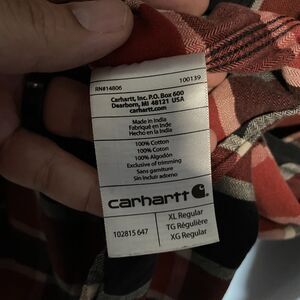 RN#14806 100139
Carhartt, Inc. P.O. Box 600
Dearborn, MI 48121 USA
carhartt.com
Made in India
Fabriqué en Inde
Hecho en la India
100% Cotton
100% Coton
100% Algodón
Exclusive of trimming
Sans garniture
Sin incluir adorno
carhartt
102815 647
XL Regular
TG Régulière
XG Regular